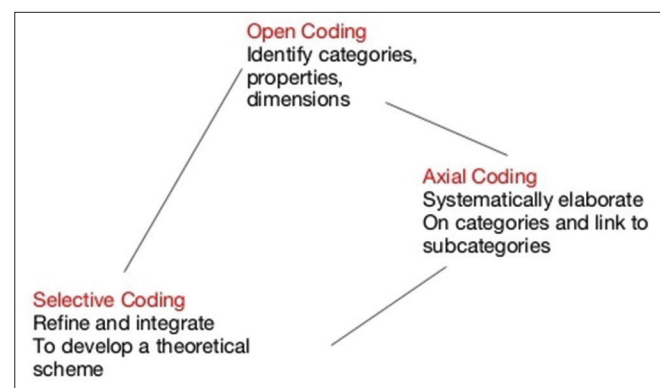 Open Coding
Identify categories,
properties,
dimensions
Axial Coding
Systematically elaborate
On categories and link to
subcategories
Selective Coding
Refine and integrate
To develop a theoretical
scheme